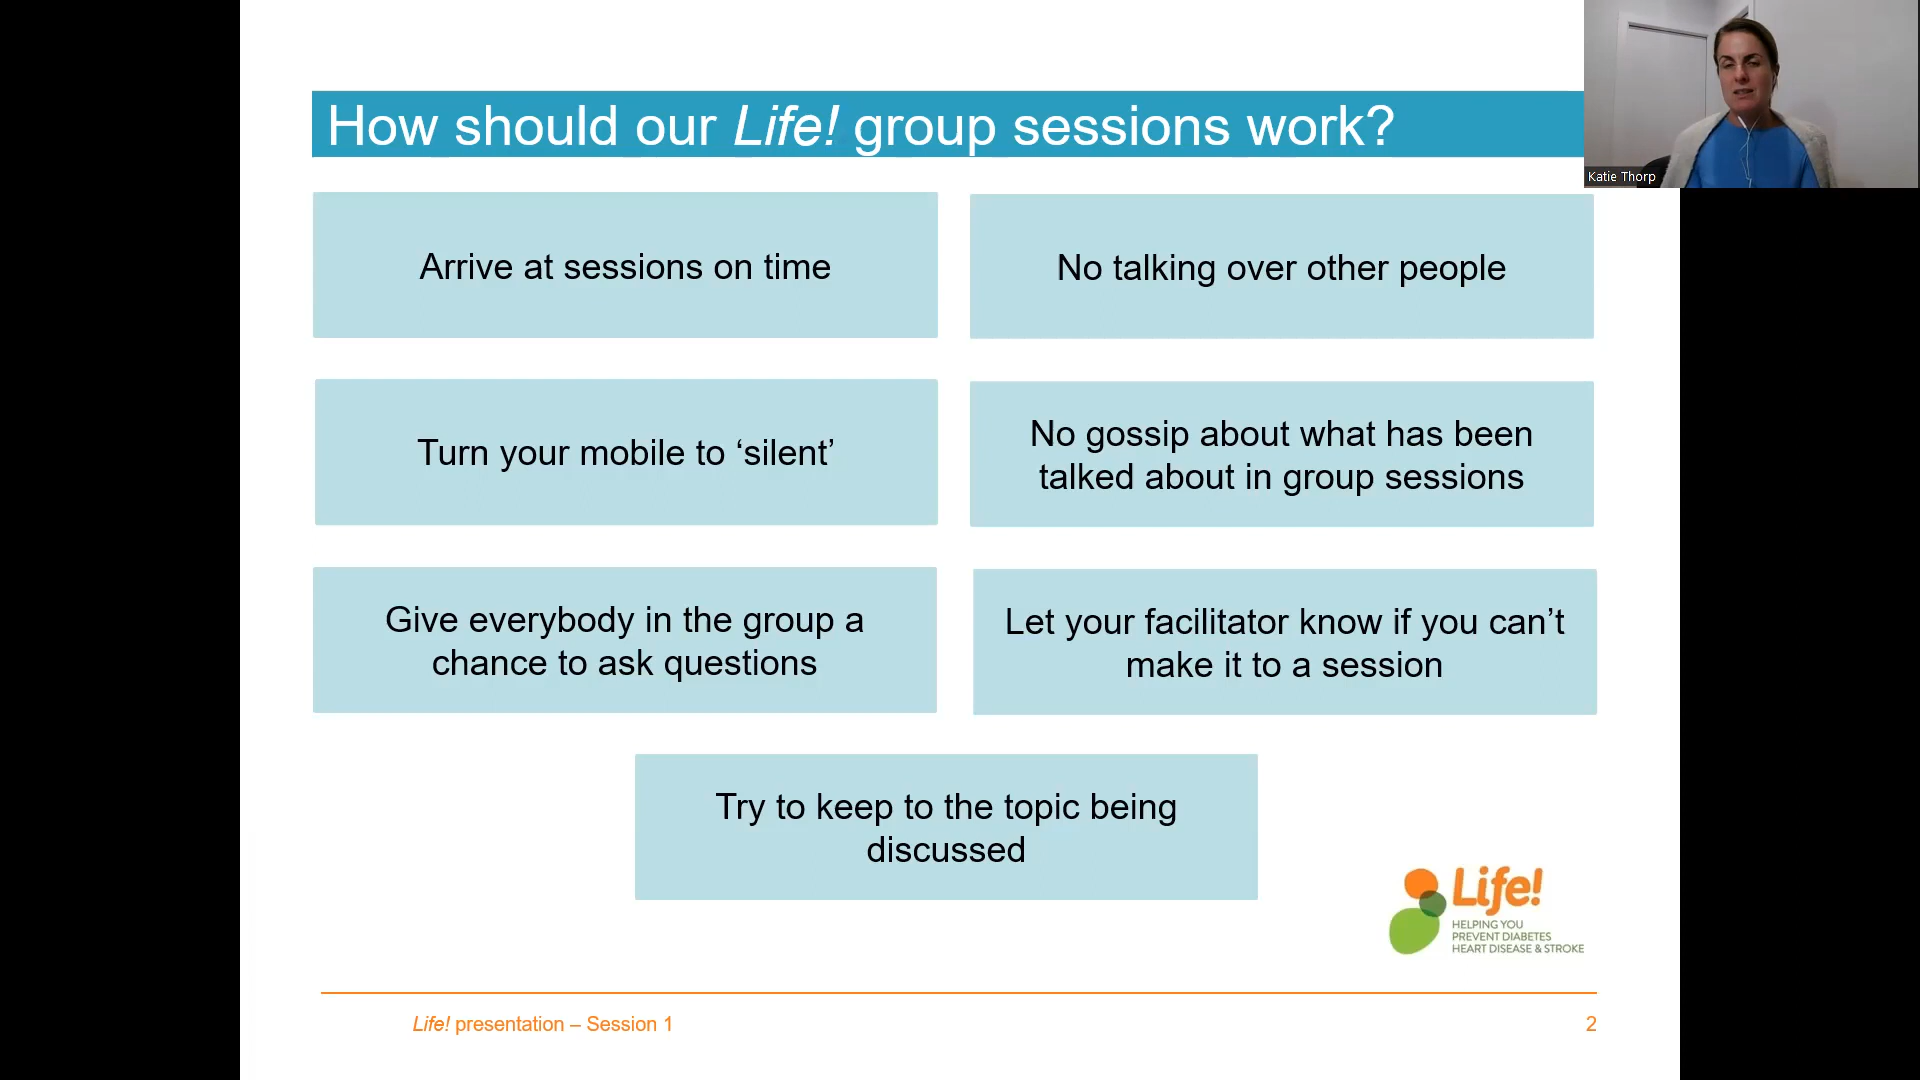 How should our Life! group sessions work?
Katie Thorp
Arrive at sessions on time
No talking over other people
Turn your mobile to ‘silent’
No gossip about what has been
talked about in group sessions
Give everybody in the group a
chance to ask questions
Let your facilitator know if you can’t
make it to a session
Try to keep to the topic being
discussed
Life!
HELPING YOU
PREVENT DIABETES
HEART DISEASE & STROKE
Life! presentation – Session 1
2